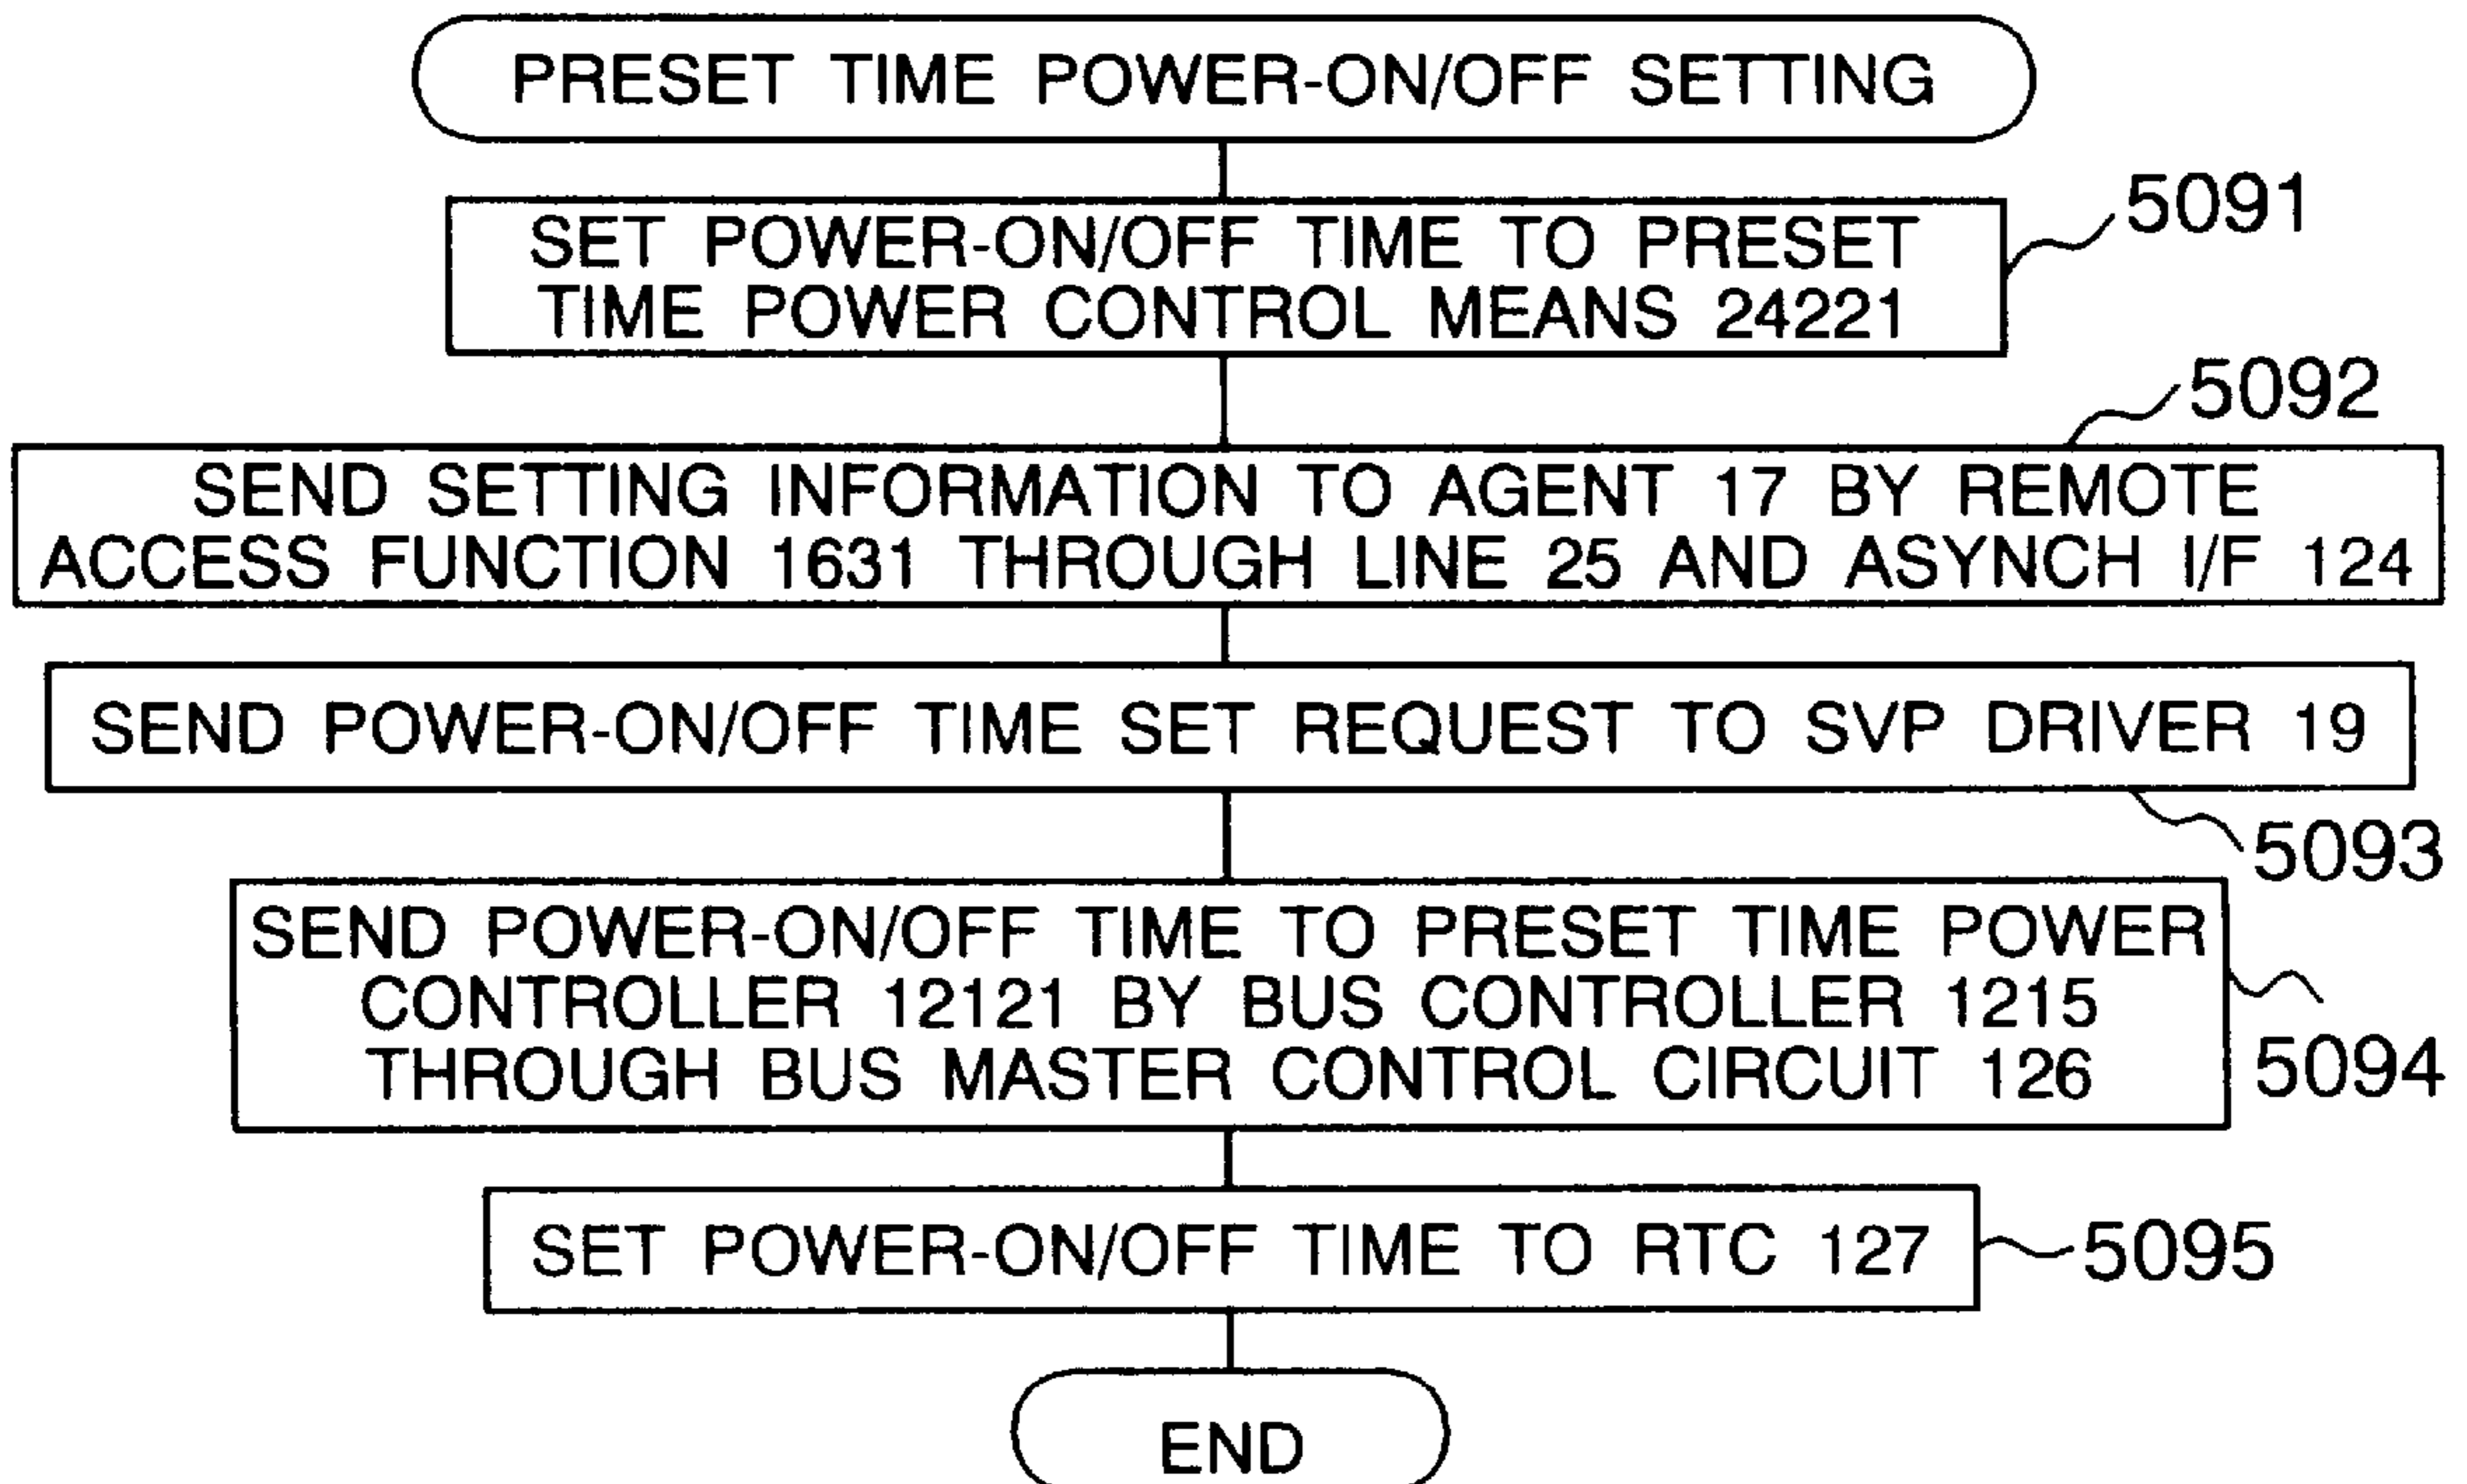 PRESET TIME POWER-ON/OFF SETTING
5091
SET POWER-ON/OFF TIME TO PRESET
TIME POWER CONTROL MEANS 24221
5092
SEND SETTING INFORMATION TO AGENT 17 BY REMOTE
ACCESS FUNCTION 1631 THROUGH LINE 25 AND ASYNCH I/F 124
SEND POWER-ON/OFF TIME SET REQUEST TO SVP DRIVER 19
5093
SEND POWER-ON/OFF TIME TO PRESET TIME POWER
CONTROLLER 12121 BY BUS CONTROLLER 1215
THROUGH BUS MASTER CONTROL CIRCUIT 126
5094
SET POWER-ON/OFF TIME TO RTC 127
5095
END